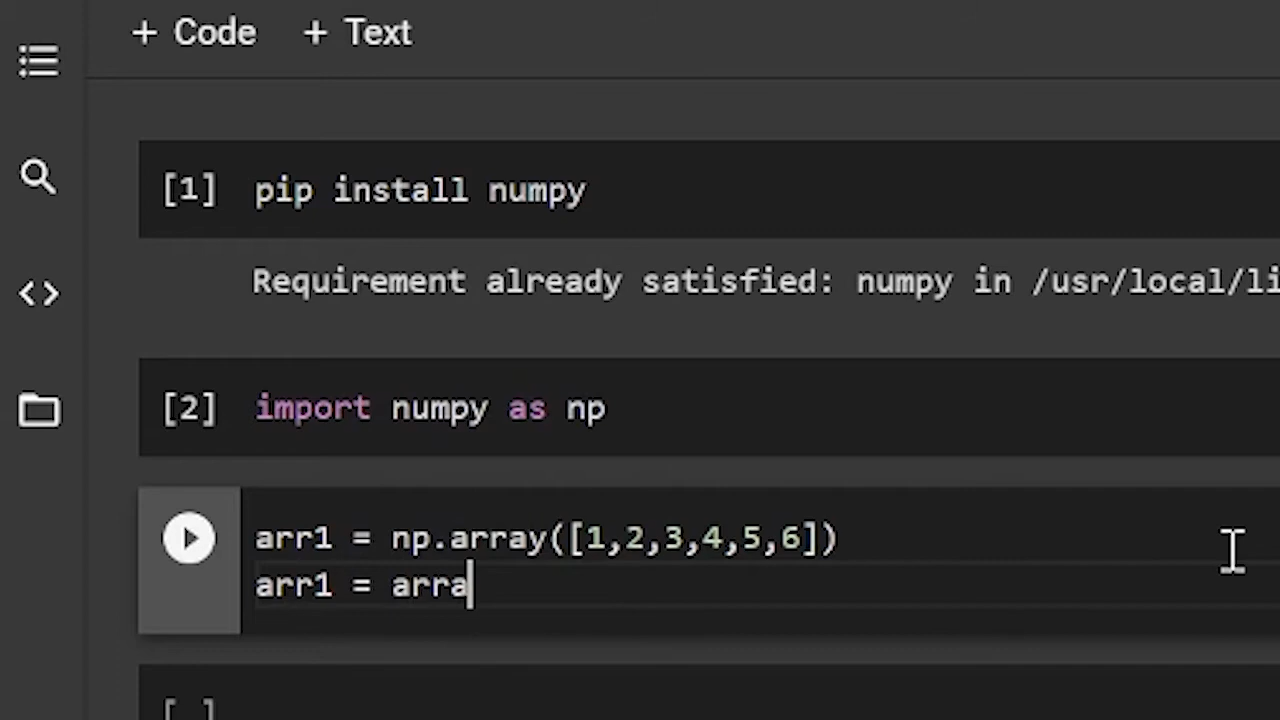 + Code + Text
[1] pip install numpy
Requirement already satisfied: numpy in /usr/local/li
[2] import numpy as np
arr1 = np.array([1,2,3,4,5,6])
arr1 = arra
[ ]